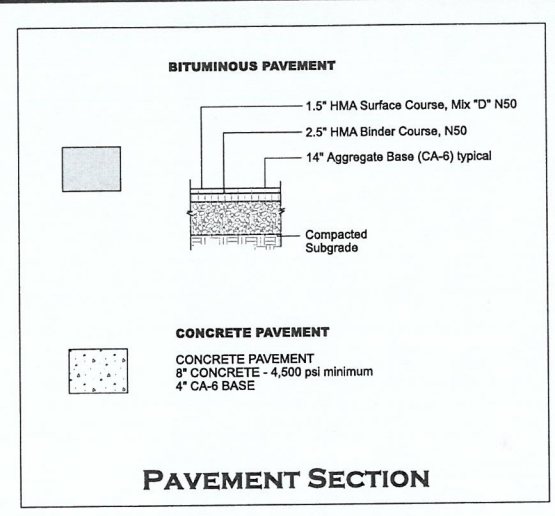 BITUMINOUS PAVEMENT
1.5" HMA Surface Course, Mix "D" N50
2.5" HMA Binder Course, N50
14" Aggregate Base (CA-6) typical
Compacted
Subgrade
CONCRETE PAVEMENT
CONCRETE PAVEMENT
8" CONCRETE - 4,500 psi minimum
4" CA-6 BASE
PAVEMENT SECTION